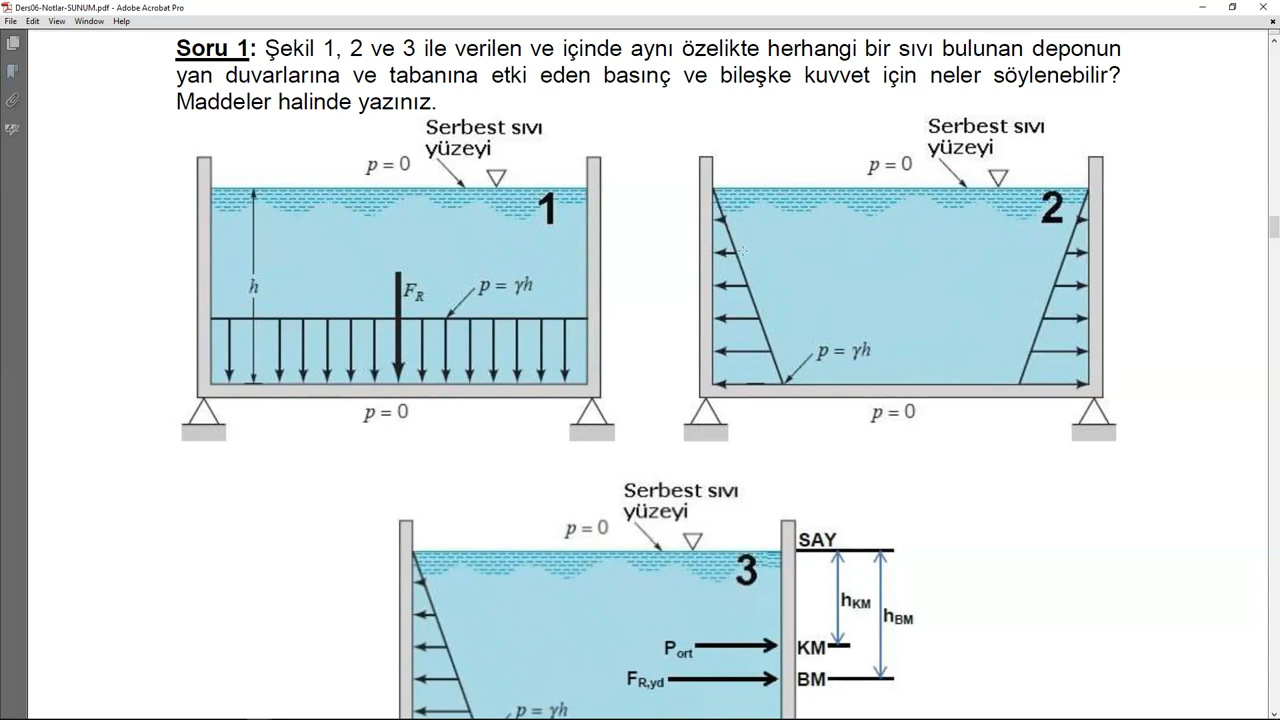 Ders06-Notlar-SUNUM.pdf - Adobe Acrobat Pro
File Edit View Window Help
Soru 1: Şekil 1, 2 ve 3 ile verilen ve içinde aynı özelikte herhangi bir sıvı bulunan deponun
yan duvarlarına ve tabanına etki eden basınç ve bileşke kuvvet için neler söylenebilir?
Maddeler halinde yazınız.
Serbest sıvı
yüzeyi
p = 0
1
h
F_R
p = γh
p = 0
Serbest sıvı
yüzeyi
p = 0
2
p = γh
p = 0
Serbest sıvı
yüzeyi
p = 0
3
SAY
h_KM
h_BM
P_ort
KM
F_R,yd
BM
p = γh